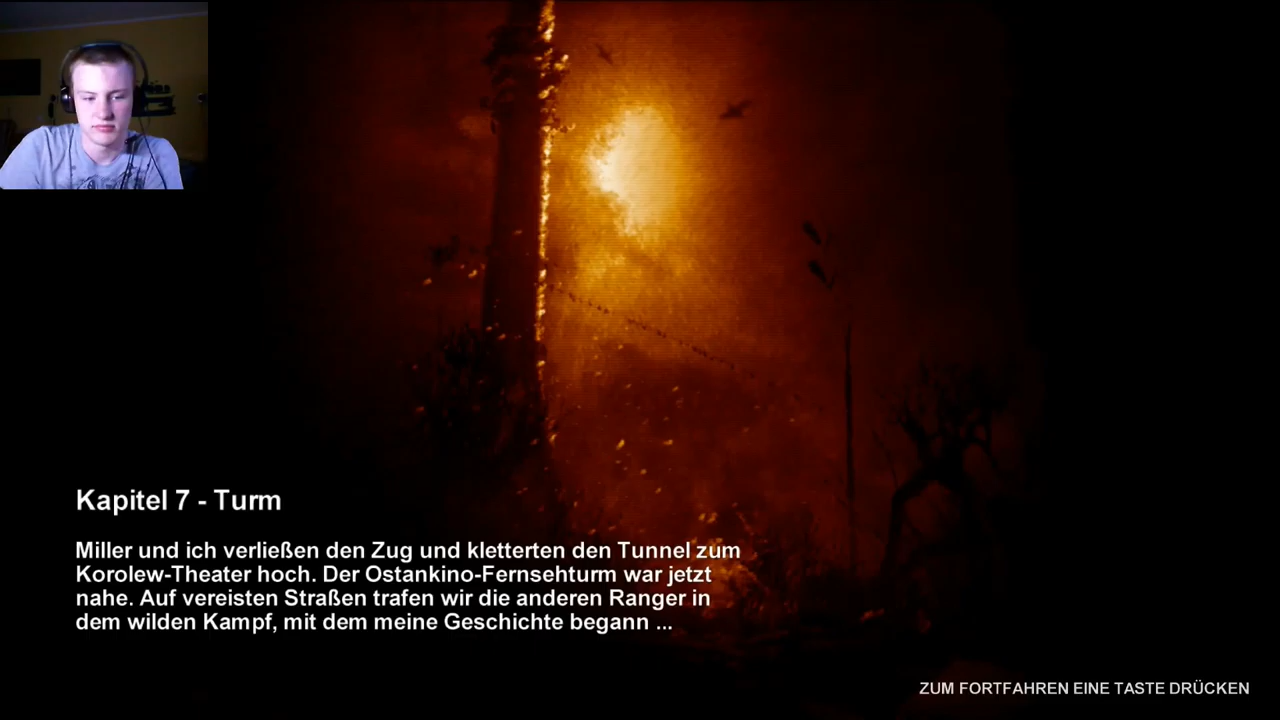 Kapitel 7 - Turm
Miller und ich verließen den Zug und kletterten den Tunnel zum
Korolew-Theater hoch. Der Ostankino-Fernsehturm war jetzt
nahe. Auf vereisten Straßen trafen wir die anderen Ranger in
dem wilden Kampf, mit dem meine Geschichte begann ...
ZUM FORTFAHREN EINE TASTE DRÜCKEN